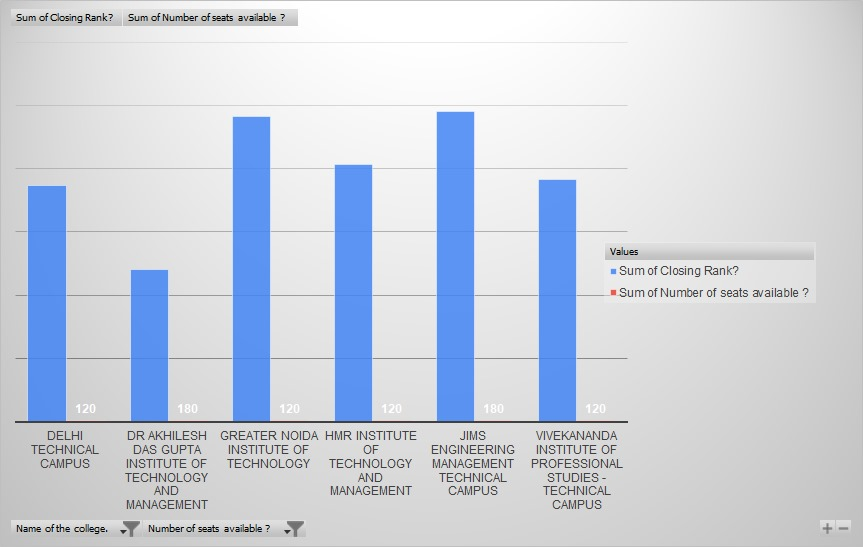 Sum of Closing Rank? Sum of Number of seats available ?
Values
Sum of Closing Rank?
Sum of Number of seats available ?
120 180 120 120 180 120
DELHI
TECHNICAL
CAMPUS
DR AKHILESH
DAS GUPTA
INSTITUTE OF
TECHNOLOGY
AND
MANAGEMENT
GREATER NOIDA
INSTITUTE OF
TECHNOLOGY
HMR INSTITUTE
OF
TECHNOLOGY
AND
MANAGEMENT
JIMS
ENGINEERING
MANAGEMENT
TECHNICAL
CAMPUS
VIVEKANANDA
INSTITUTE OF
PROFESSIONAL
STUDIES -
TECHNICAL
CAMPUS
Name of the college. Number of seats available ?